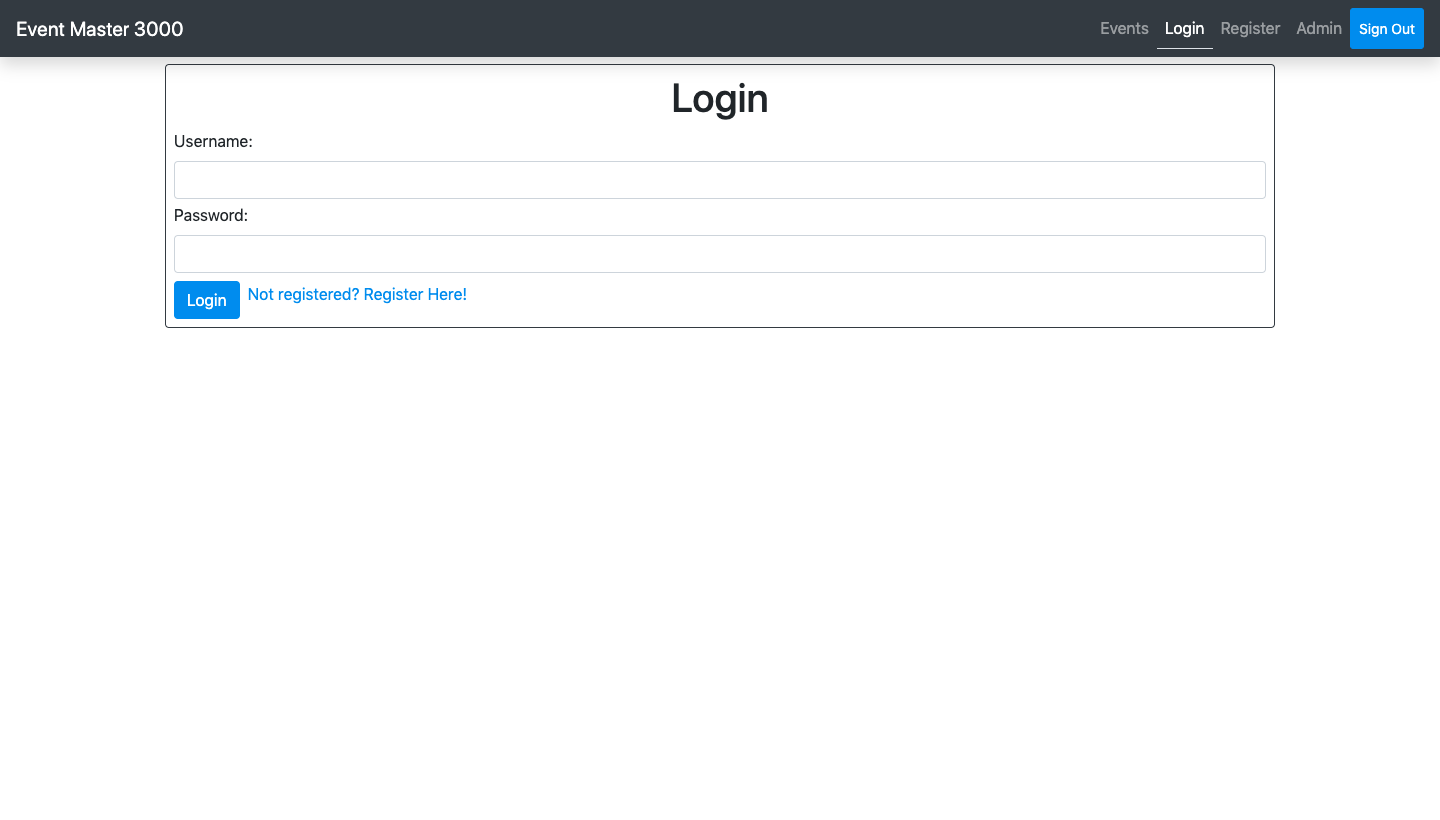 Event Master 3000 Events Login Register Admin Sign Out
Login
Username:
Password:
Login Not registered? Register Here!